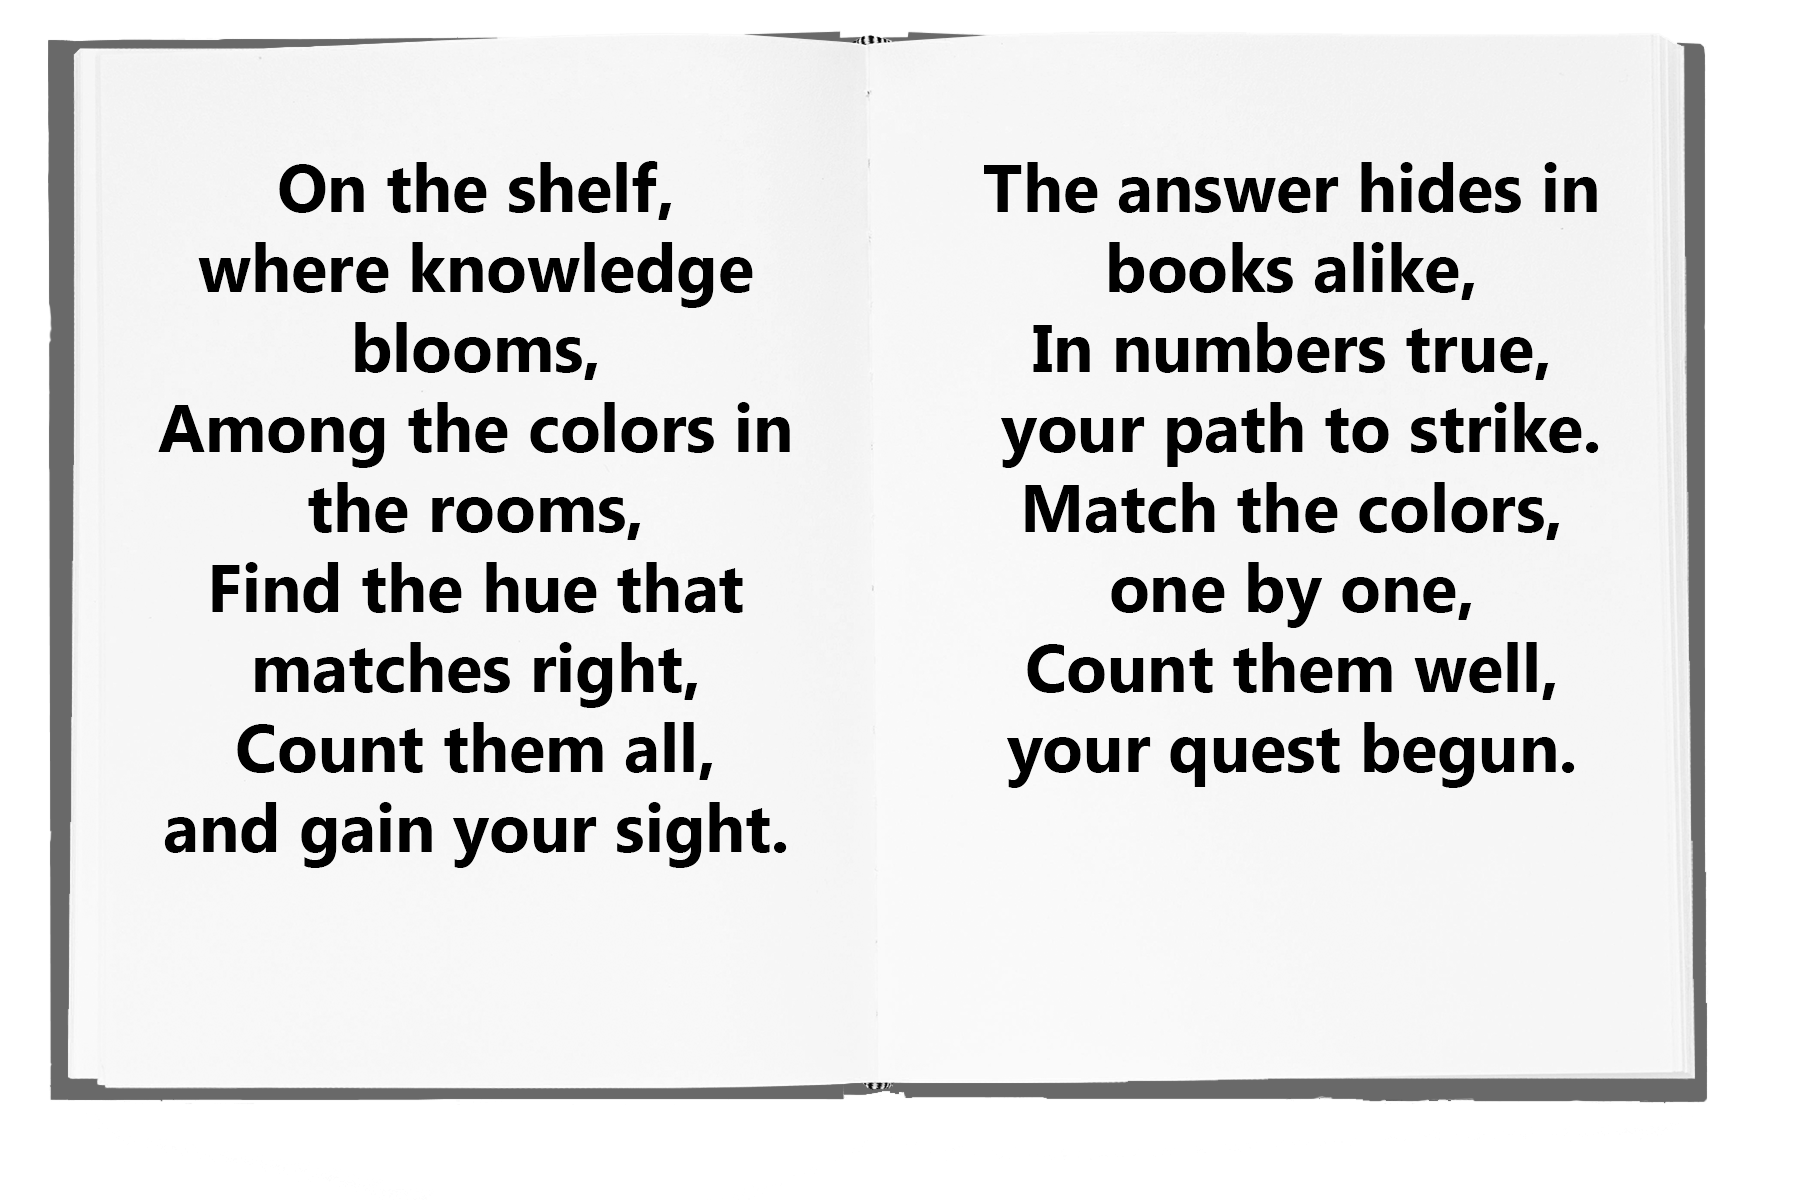 On the shelf,
where knowledge
blooms,
Among the colors in
the rooms,
Find the hue that
matches right,
Count them all,
and gain your sight.
The answer hides in
books alike,
In numbers true,
your path to strike.
Match the colors,
one by one,
Count them well,
your quest begun.